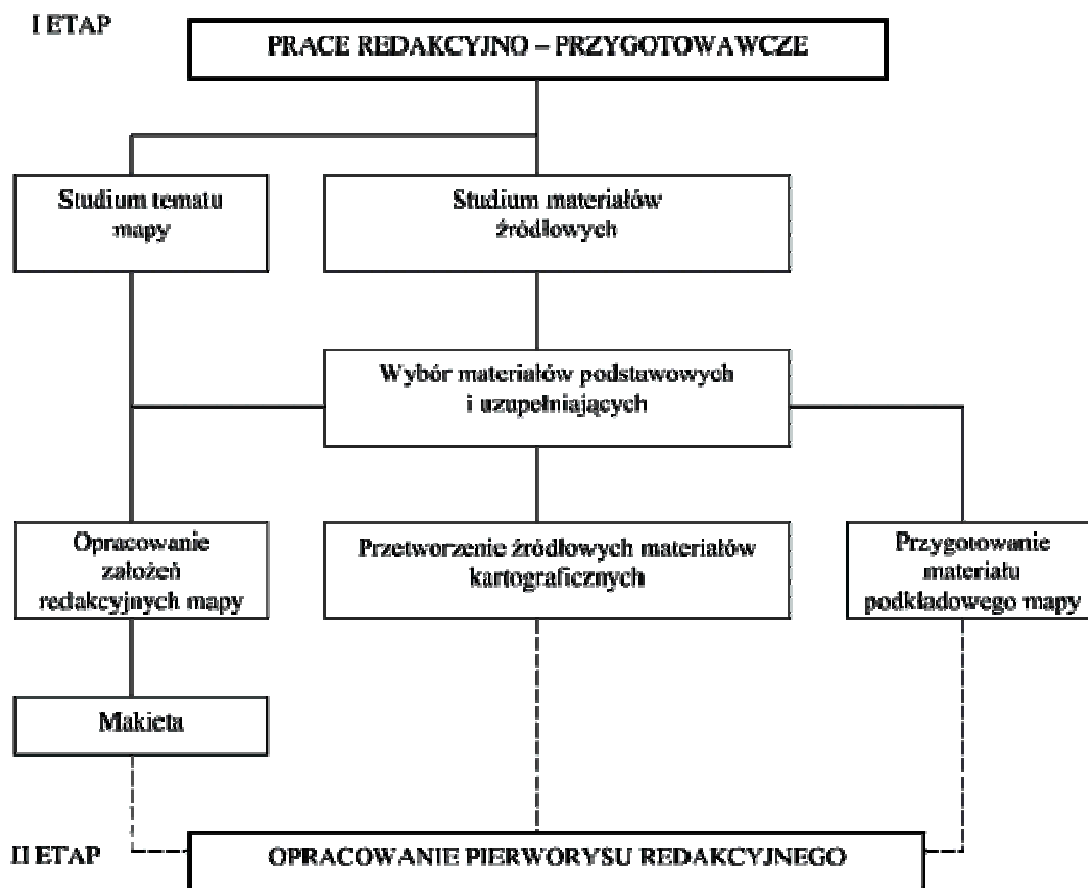 I ETAP
PRACE REDAKCYJNO – PRZYGOTOWAWCZE
Studium tematu
mapy
Studium materiałów
źródłowych
Wybór materiałów podstawowych
i uzupełniających
Opracowanie
założeń
redakcyjnych mapy
Przetworzenie źródłowych materiałów
kartograficznych
Przygotowanie
materiału
podkładowego mapy
Makieta
II ETAP
OPRACOWANIE PIERWORYSU REDAKCYJNEGO